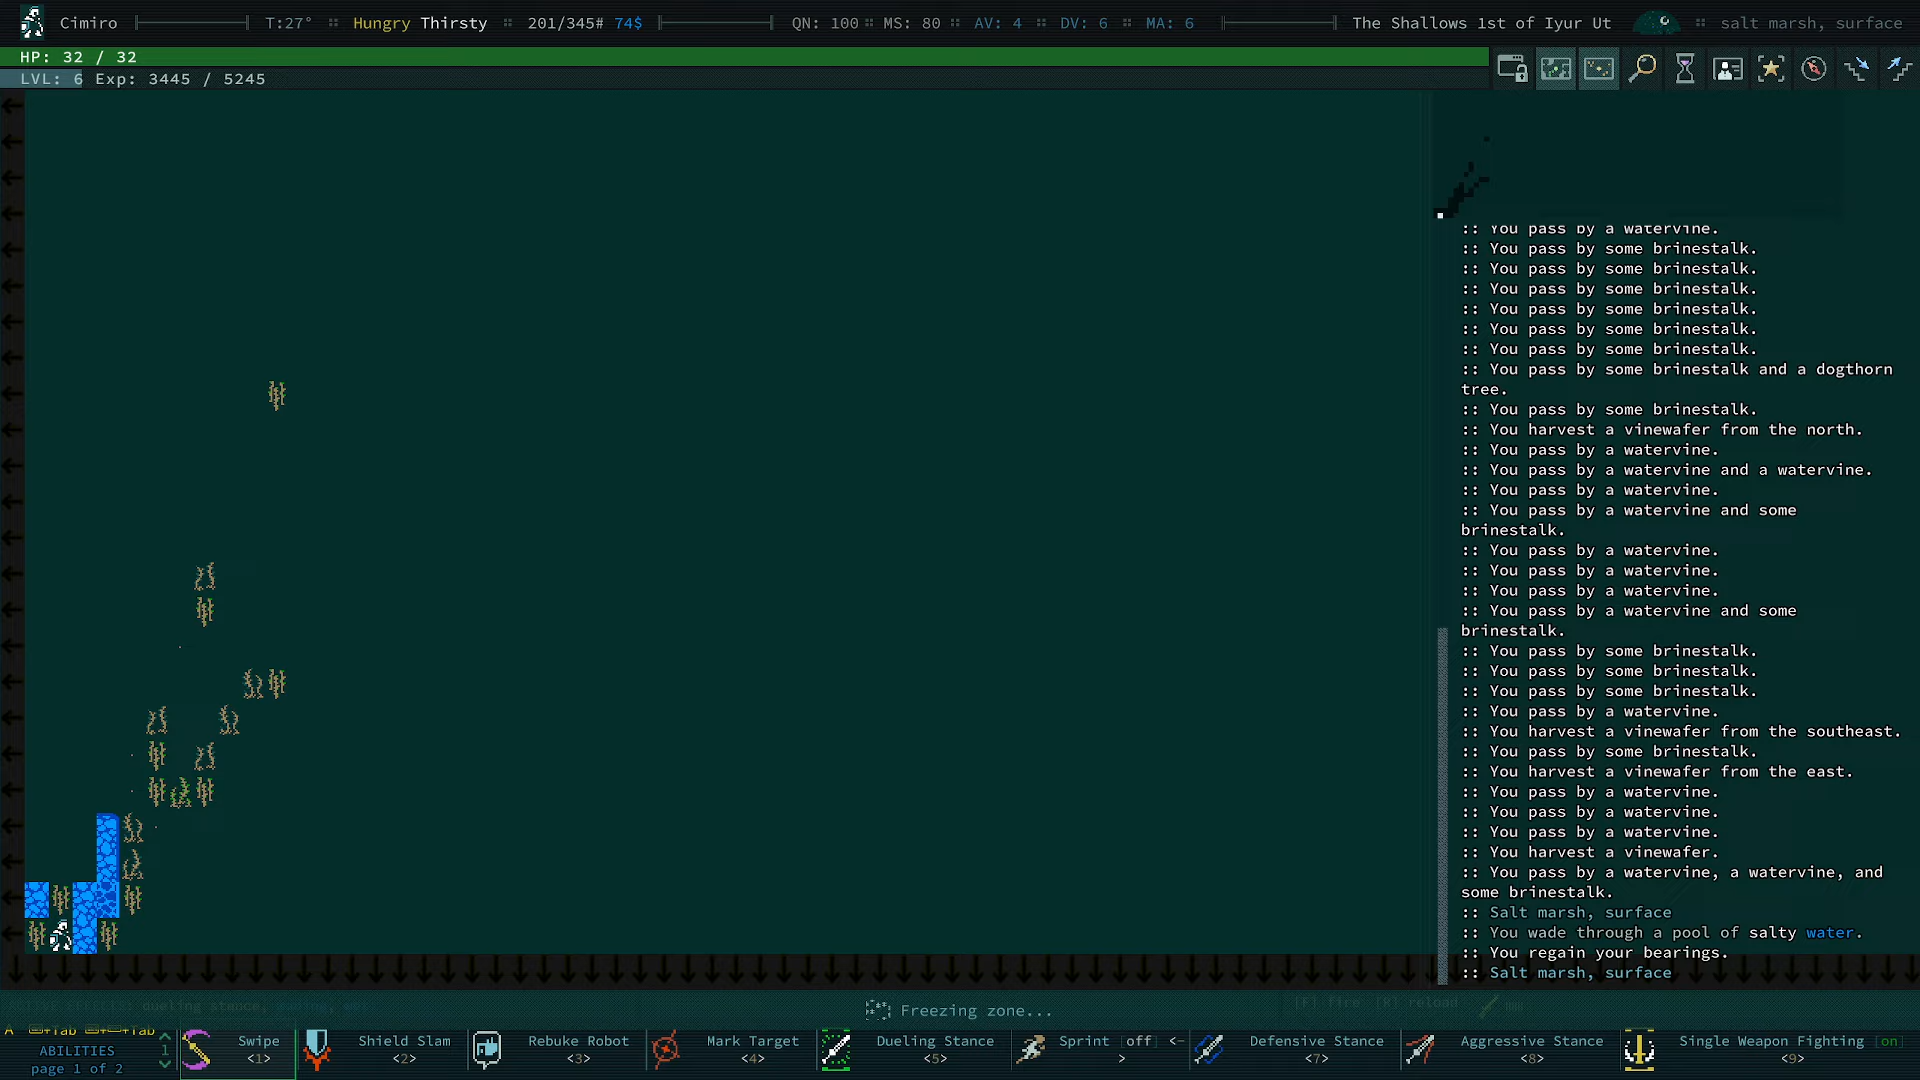 Cimiro T:27° :: Hungry Thirsty :: 201/345# 74$ QN: 100 :: MS: 80 :: AV: 4 :: DV: 6 :: MA: 6 The Shallows 1st of Iyur Ut :: salt marsh, surface
HP: 32 / 32
LVL: 6 Exp: 3445 / 5245
:: You pass by a watervine.
:: You pass by some brinestalk.
:: You pass by some brinestalk.
:: You pass by some brinestalk.
:: You pass by some brinestalk.
:: You pass by some brinestalk.
:: You pass by some brinestalk.
:: You pass by some brinestalk and a dogthorn
tree.
:: You pass by some brinestalk.
:: You harvest a vinewafer from the north.
:: You pass by a watervine.
:: You pass by a watervine and a watervine.
:: You pass by a watervine.
:: You pass by a watervine and some
brinestalk.
:: You pass by a watervine.
:: You pass by a watervine.
:: You pass by a watervine.
:: You pass by a watervine and some
brinestalk.
:: You pass by some brinestalk.
:: You pass by some brinestalk.
:: You pass by some brinestalk.
:: You pass by a watervine.
:: You harvest a vinewafer from the southeast.
:: You pass by some brinestalk.
:: You harvest a vinewafer from the east.
:: You pass by a watervine.
:: You pass by a watervine.
:: You pass by a watervine.
:: You harvest a vinewafer.
:: You pass by a watervine, a watervine, and
some brinestalk.
:: Salt marsh, surface
:: You wade through a pool of salty water.
:: You regain your bearings.
:: Salt marsh, surface
ACTIVE EFFECTS: dueling stance,
[F] fire [R] reload
Freezing zone...
ABILITIES
page 1 of 2
1
Swipe
<1>
Shield Slam
<2>
Rebuke Robot
<3>
Mark Target
<4>
Dueling Stance
<5>
Sprint [off] <-
>
Defensive Stance
<7>
Aggressive Stance
<8>
Single Weapon Fighting [on]
<9>